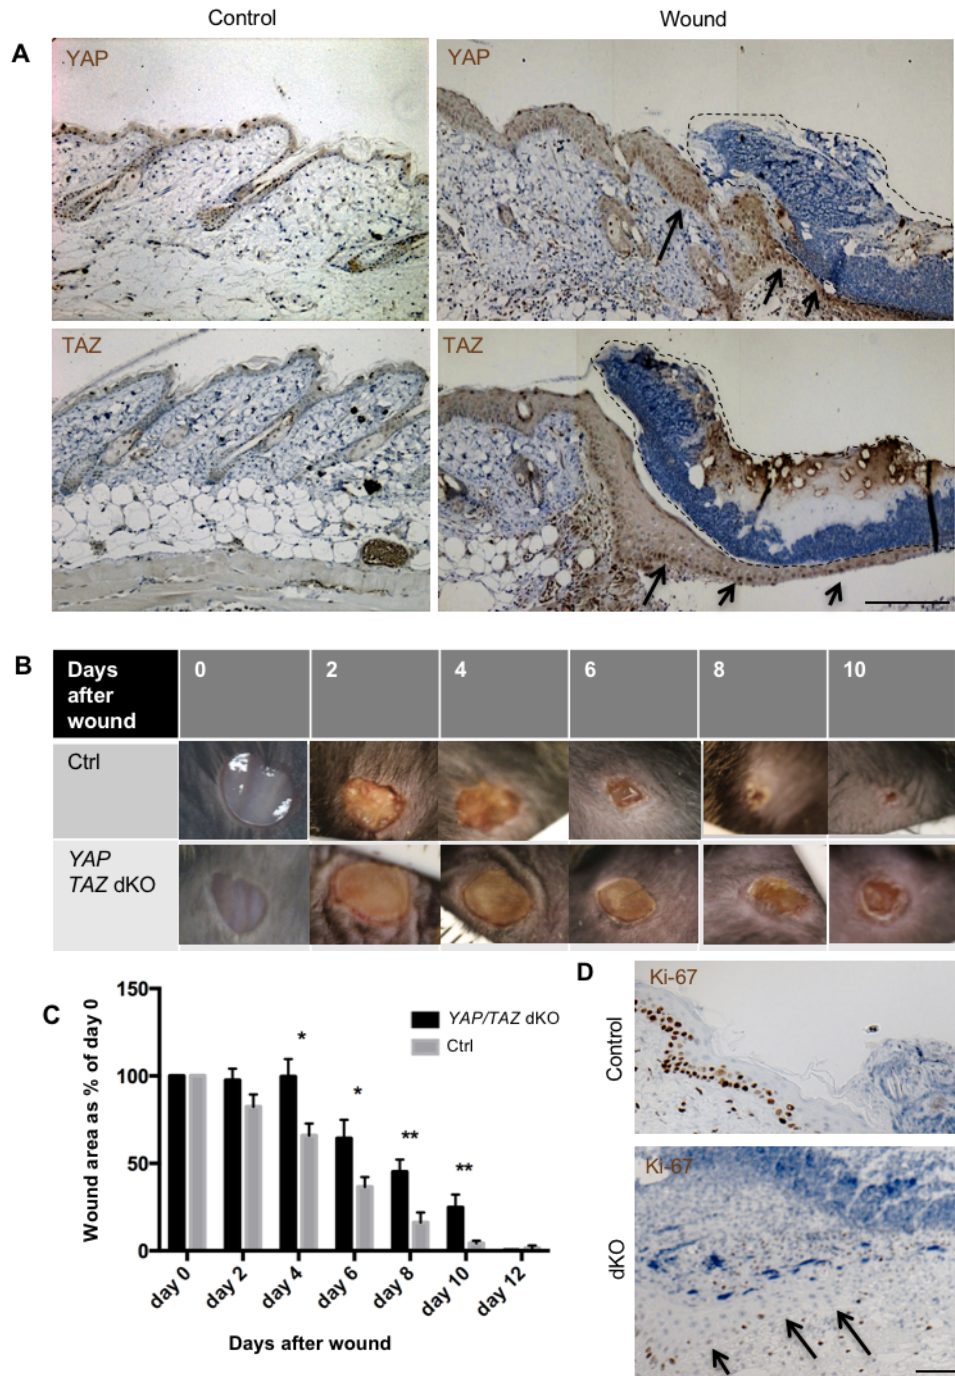 Control
Wound
A
YAP
YAP
TAZ
TAZ
B
Days after wound
0
2
4
6
8
10
Ctrl
YAP
TAZ dKO
C
Wound area as % of day 0
150
100
50
0
YAP/TAZ dKO
Ctrl
*
*
**
**
day 0
day 2
day 4
day 6
day 8
day 10
day 12
Days after wound
D
Control
Ki-67
dKO
Ki-67